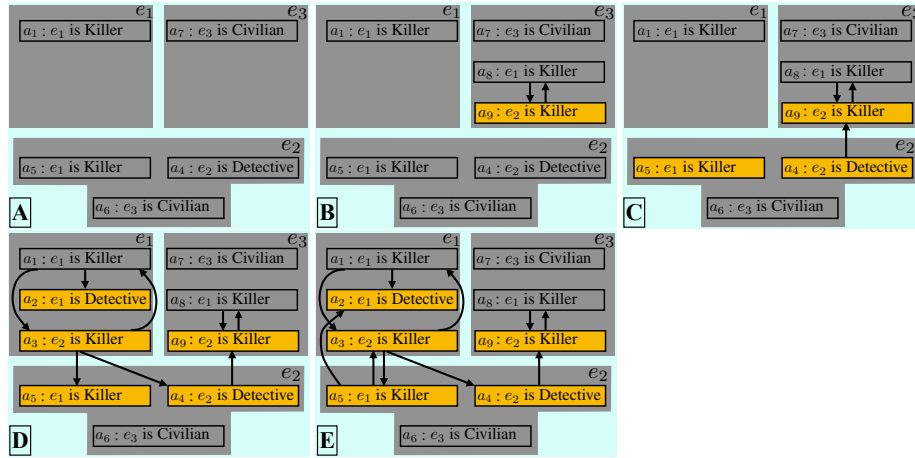 e1
e3
a1 : e1 is Killer
a7 : e3 is Civilian
e2
a5 : e1 is Killer
a4 : e2 is Detective
a6 : e3 is Civilian
A
e1
e3
a1 : e1 is Killer
a7 : e3 is Civilian
a8 : e1 is Killer
a9 : e2 is Killer
e2
a5 : e1 is Killer
a4 : e2 is Detective
a6 : e3 is Civilian
B
e1
e3
a1 : e1 is Killer
a7 : e3 is Civilian
a8 : e1 is Killer
a9 : e2 is Killer
e2
a5 : e1 is Killer
a4 : e2 is Detective
a6 : e3 is Civilian
C
e1
e3
a1 : e1 is Killer
a7 : e3 is Civilian
a2 : e1 is Detective
a8 : e1 is Killer
a3 : e2 is Killer
a9 : e2 is Killer
e2
a5 : e1 is Killer
a4 : e2 is Detective
a6 : e3 is Civilian
D
e1
e3
a1 : e1 is Killer
a7 : e3 is Civilian
a2 : e1 is Detective
a8 : e1 is Killer
a3 : e2 is Killer
a9 : e2 is Killer
e2
a5 : e1 is Killer
a4 : e2 is Detective
a6 : e3 is Civilian
E